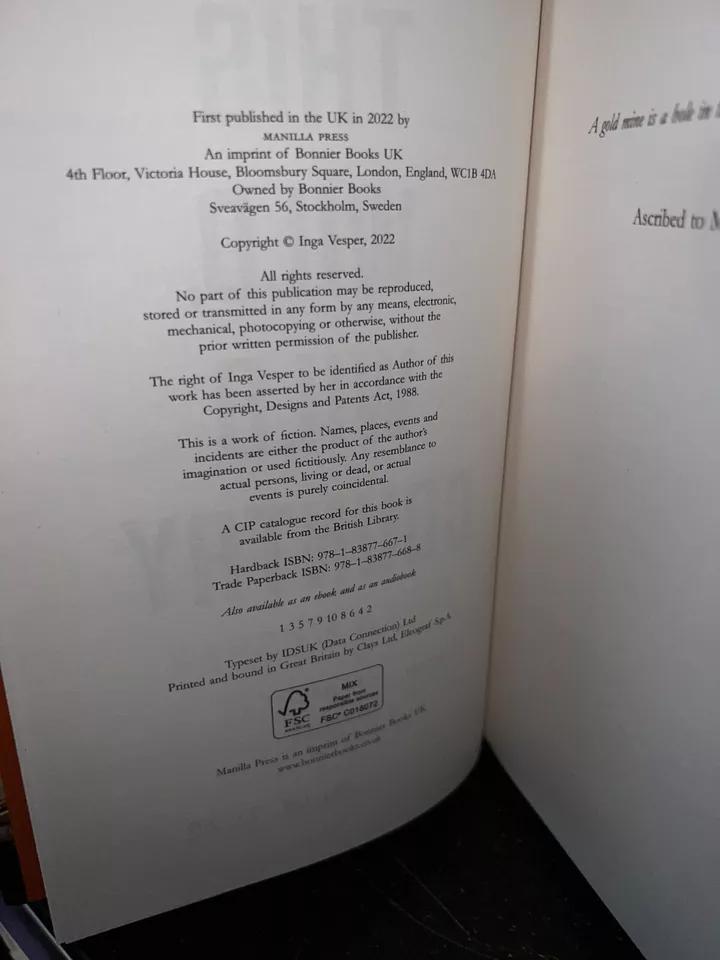 First published in the UK in 2022 by
MANILLA PRESS
An imprint of Bonnier Books UK
4th Floor, Victoria House, Bloomsbury Square, London, England, WC1B 4DA
Owned by Bonnier Books
Sveavägen 56, Stockholm, Sweden
Copyright © Inga Vesper, 2022
All rights reserved.
No part of this publication may be reproduced,
stored or transmitted in any form by any means, electronic,
mechanical, photocopying or otherwise, without the
prior written permission of the publisher.
The right of Inga Vesper to be identified as Author of this
work has been asserted by her in accordance with the
Copyright, Designs and Patents Act, 1988.
This is a work of fiction. Names, places, events and
incidents are either the product of the author's
imagination or used fictitiously. Any resemblance to
actual persons, living or dead, or actual
events is purely coincidental.
A CIP catalogue record for this book is
available from the British Library.
Hardback ISBN: 978–1–83877–667–1
Trade Paperback ISBN: 978–1–83877–668–8
Also available as an ebook and as an audiobook
1 3 5 7 9 10 8 6 4 2
Typeset by IDSUK (Data Connection) Ltd
Printed and bound in Great Britain by Clays Ltd, Elcograf S.p.A.
FSC
MIX
Paper from
responsible sources
FSC® C018072
Manilla Press is an imprint of Bonnier Books UK
www.bonnierbooks.co.uk
A gold mine is a hole in
Ascribed to